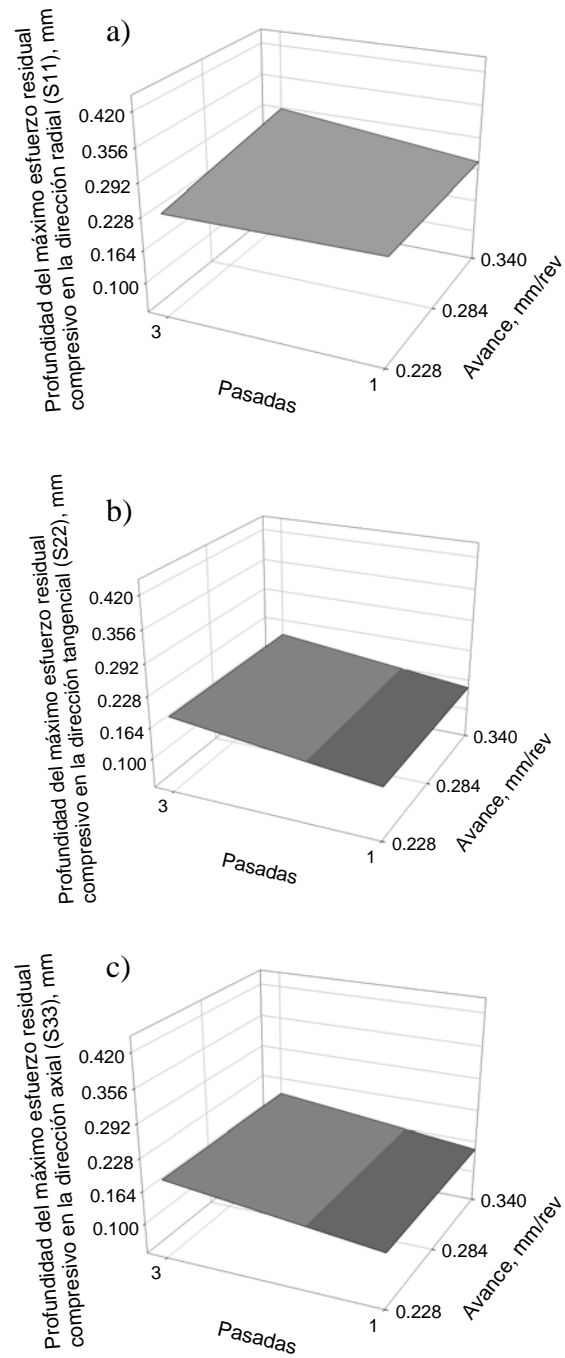 a)
Profundidad del máximo esfuerzo residual
compresivo en la dirección radial (S11), mm
0.420
0.356
0.292
0.228
0.164
0.100
3
Pasadas
1
0.228
0.284
0.340
Avance, mm/rev
b)
Profundidad del máximo esfuerzo residual
compresivo en la dirección tangencial (S22), mm
0.420
0.356
0.292
0.228
0.164
0.100
3
Pasadas
1
0.228
0.284
0.340
Avance, mm/rev
c)
Profundidad del máximo esfuerzo residual
compresivo en la dirección axial (S33), mm
0.420
0.356
0.292
0.228
0.164
0.100
3
Pasadas
1
0.228
0.284
0.340
Avance, mm/rev